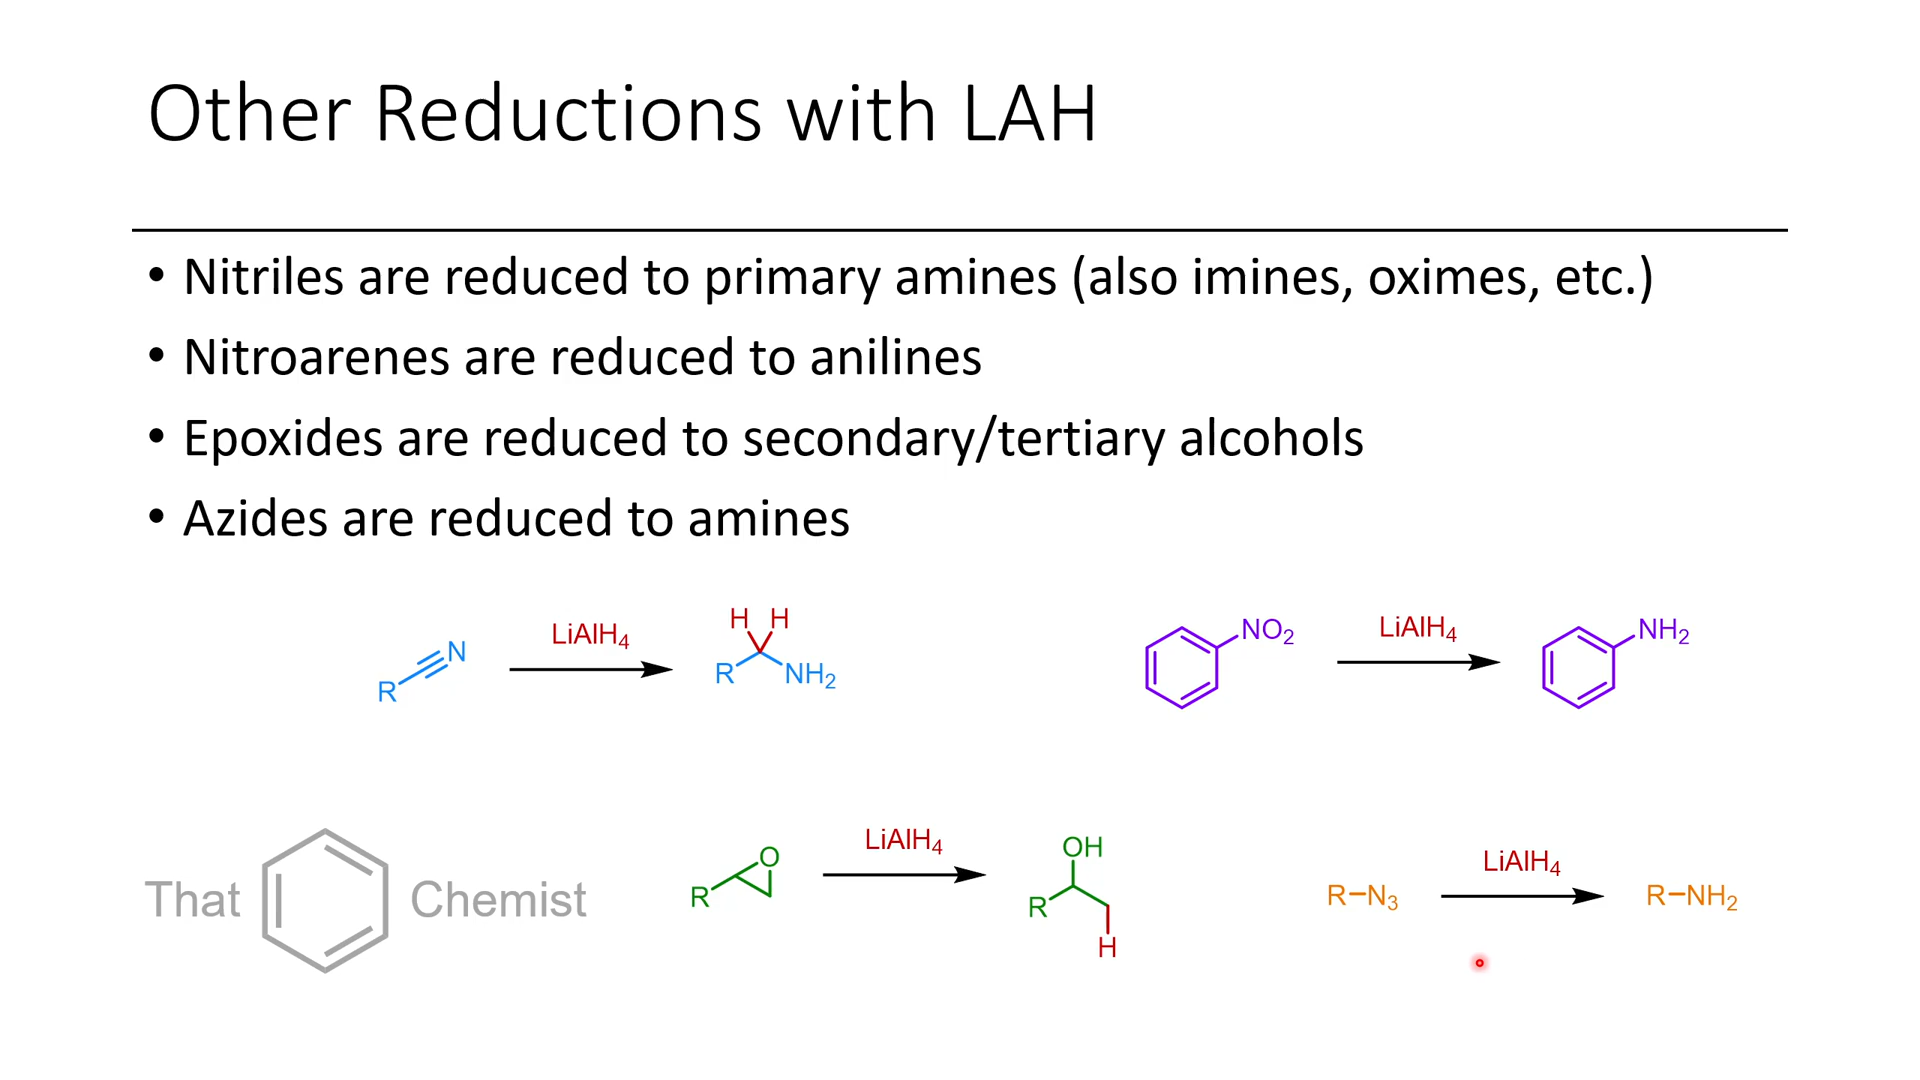 Other Reductions with LAH
• Nitriles are reduced to primary amines (also imines, oximes, etc.)
• Nitroarenes are reduced to anilines
• Epoxides are reduced to secondary/tertiary alcohols
• Azides are reduced to amines
R N LiAlH4 H H R NH2
NO2 LiAlH4 NH2
That Chemist
R O LiAlH4 OH R H
R–N3 LiAlH4 R–NH2